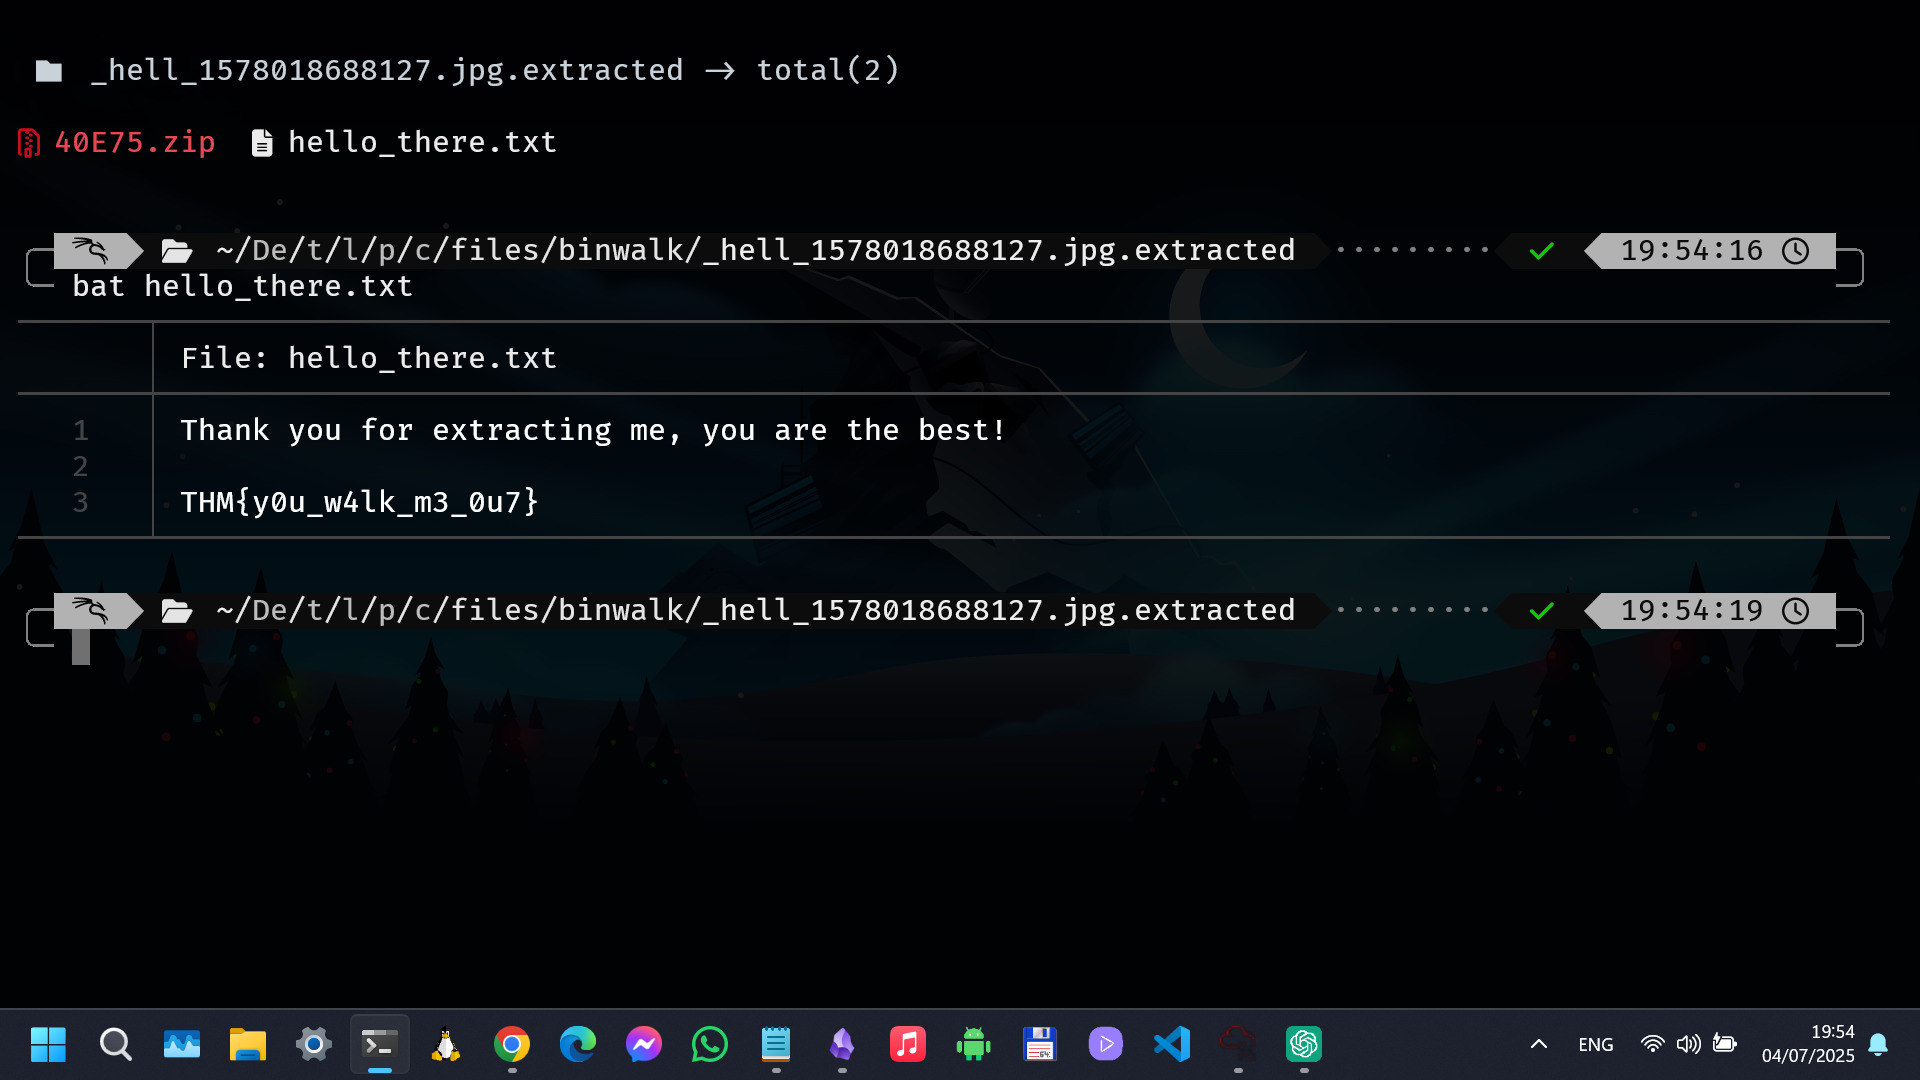 _hell_1578018688127.jpg.extracted → total(2)
40E75.zip hello_there.txt
~/De/t/l/p/c/files/binwalk/_hell_1578018688127.jpg.extracted ········· ✓ 19:54:16
bat hello_there.txt
File: hello_there.txt
1 Thank you for extracting me, you are the best!
2
3 THM{y0u_w4lk_m3_0u7}
~/De/t/l/p/c/files/binwalk/_hell_1578018688127.jpg.extracted ········· ✓ 19:54:19
64
ENG
19:54
04/07/2025